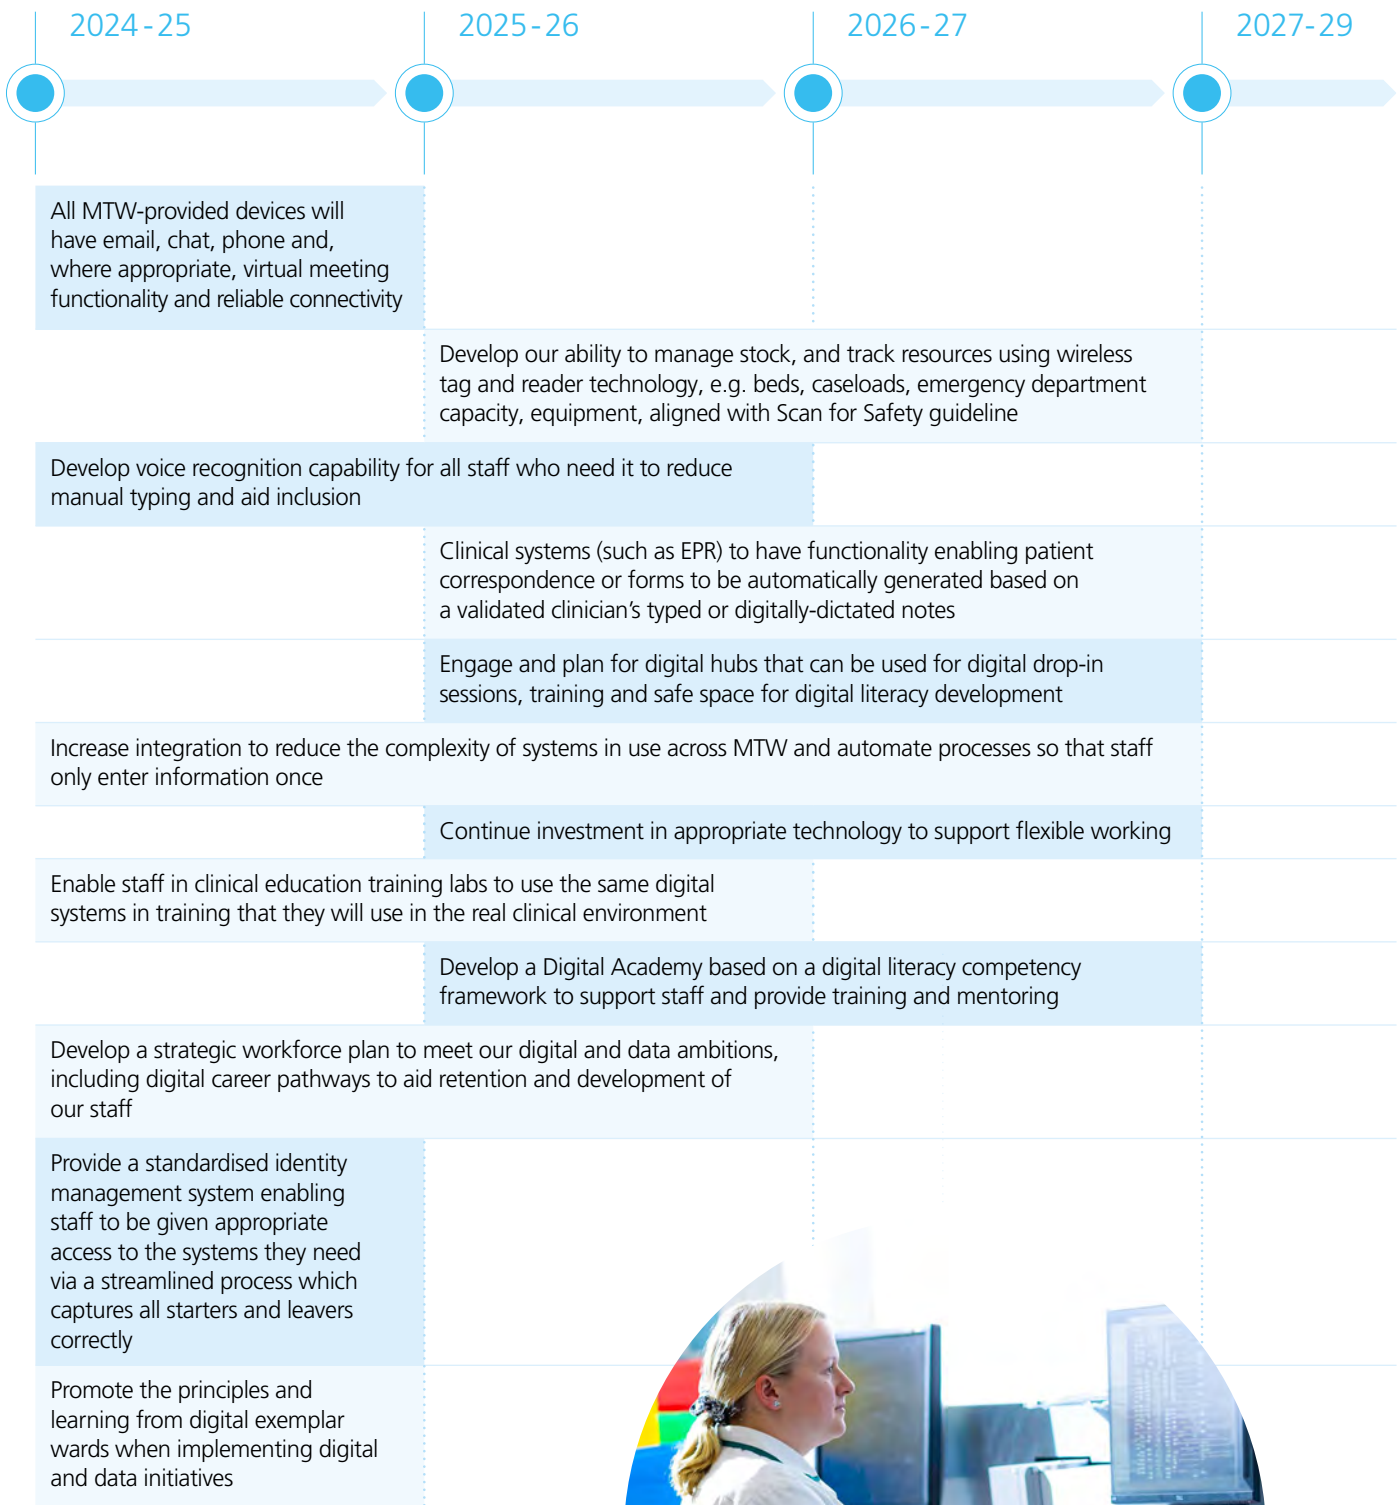 2024-25 2025-26 2026-27 2027-29
All MTW-provided devices will
have email, chat, phone and,
where appropriate, virtual meeting
functionality and reliable connectivity
Develop our ability to manage stock, and track resources using wireless
tag and reader technology, e.g. beds, caseloads, emergency department
capacity, equipment, aligned with Scan for Safety guideline
Develop voice recognition capability for all staff who need it to reduce
manual typing and aid inclusion
Clinical systems (such as EPR) to have functionality enabling patient
correspondence or forms to be automatically generated based on
a validated clinician’s typed or digitally-dictated notes
Engage and plan for digital hubs that can be used for digital drop-in
sessions, training and safe space for digital literacy development
Increase integration to reduce the complexity of systems in use across MTW and automate processes so that staff
only enter information once
Continue investment in appropriate technology to support flexible working
Enable staff in clinical education training labs to use the same digital
systems in training that they will use in the real clinical environment
Develop a Digital Academy based on a digital literacy competency
framework to support staff and provide training and mentoring
Develop a strategic workforce plan to meet our digital and data ambitions,
including digital career pathways to aid retention and development of
our staff
Provide a standardised identity
management system enabling
staff to be given appropriate
access to the systems they need
via a streamlined process which
captures all starters and leavers
correctly
Promote the principles and
learning from digital exemplar
wards when implementing digital
and data initiatives